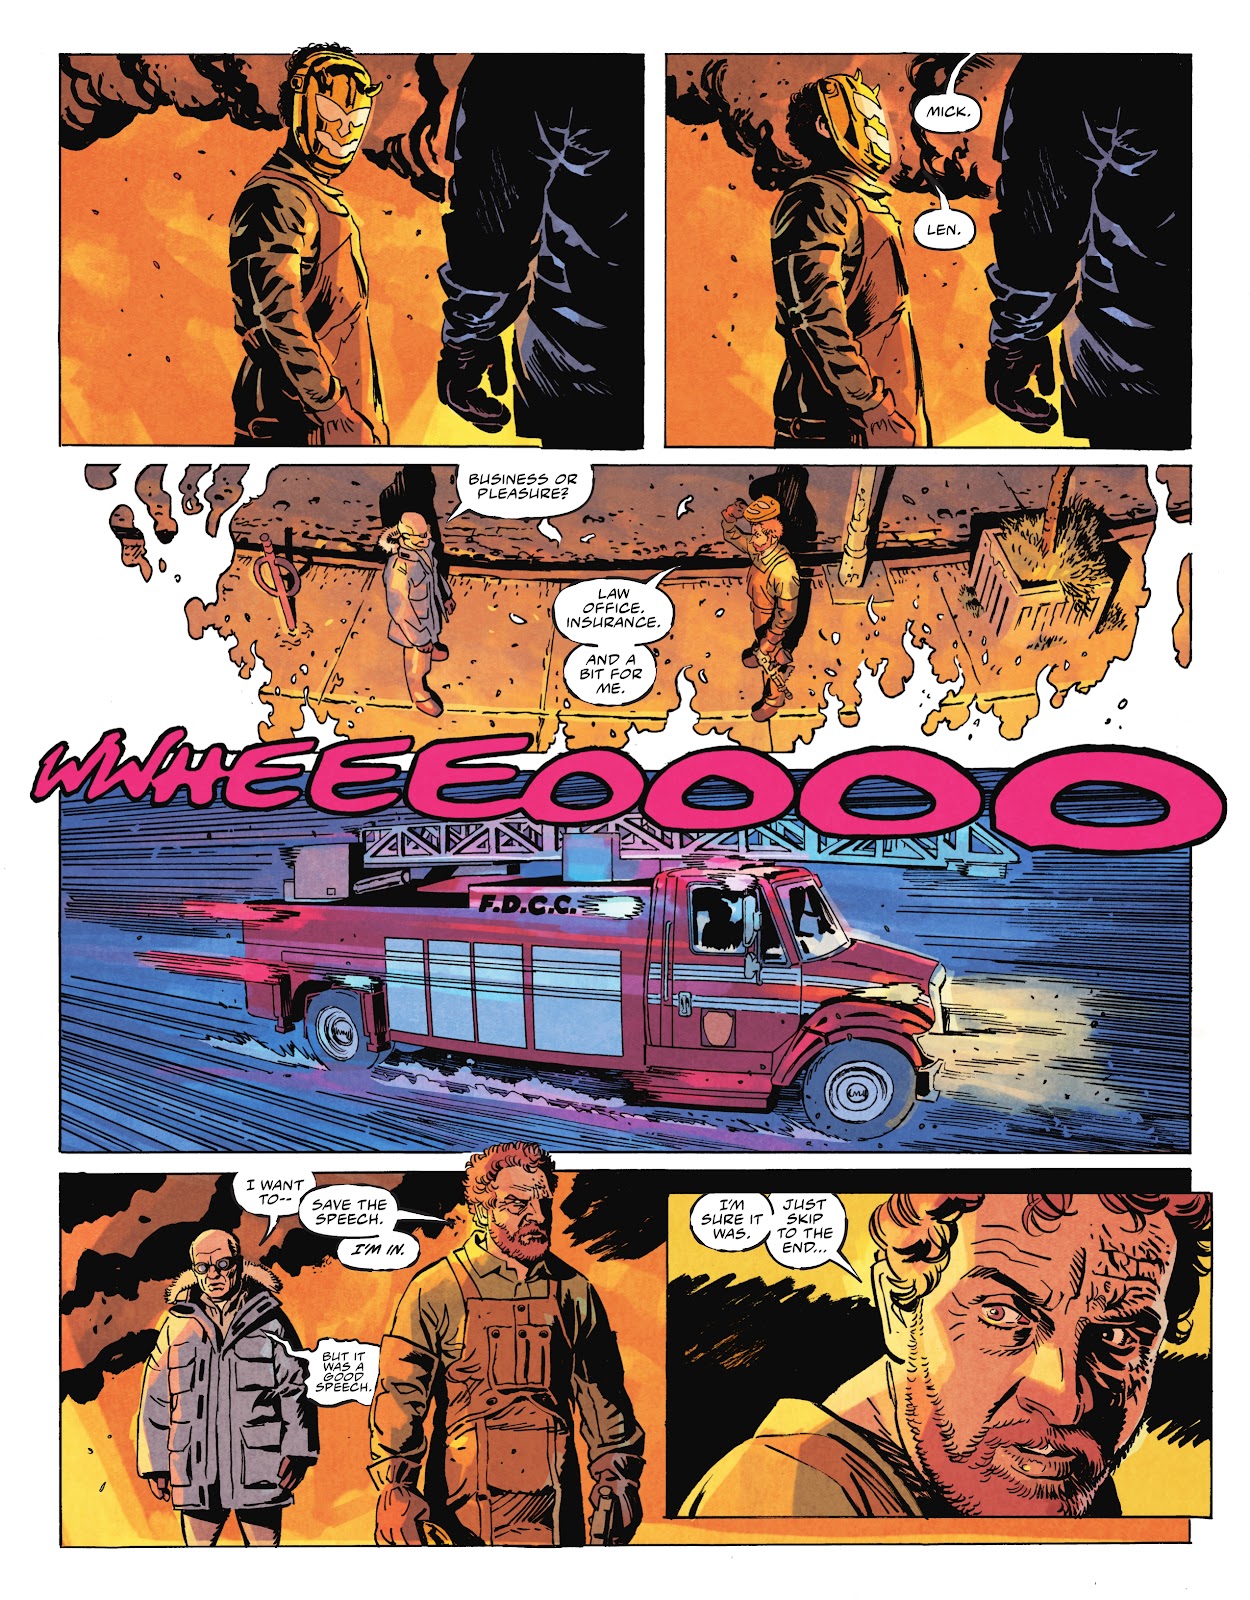 MICK.
LEN.
BUSINESS OR
PLEASURE?
LAW
OFFICE.
INSURANCE.
AND A
BIT FOR
ME.
WWHEEEOOOO
F.D.C.C.
I WANT
TO--
SAVE THE
SPEECH.
I'M IN.
BUT IT
WAS A
GOOD
SPEECH.
I'M
SURE IT
WAS.
JUST
SKIP
TO THE
END...